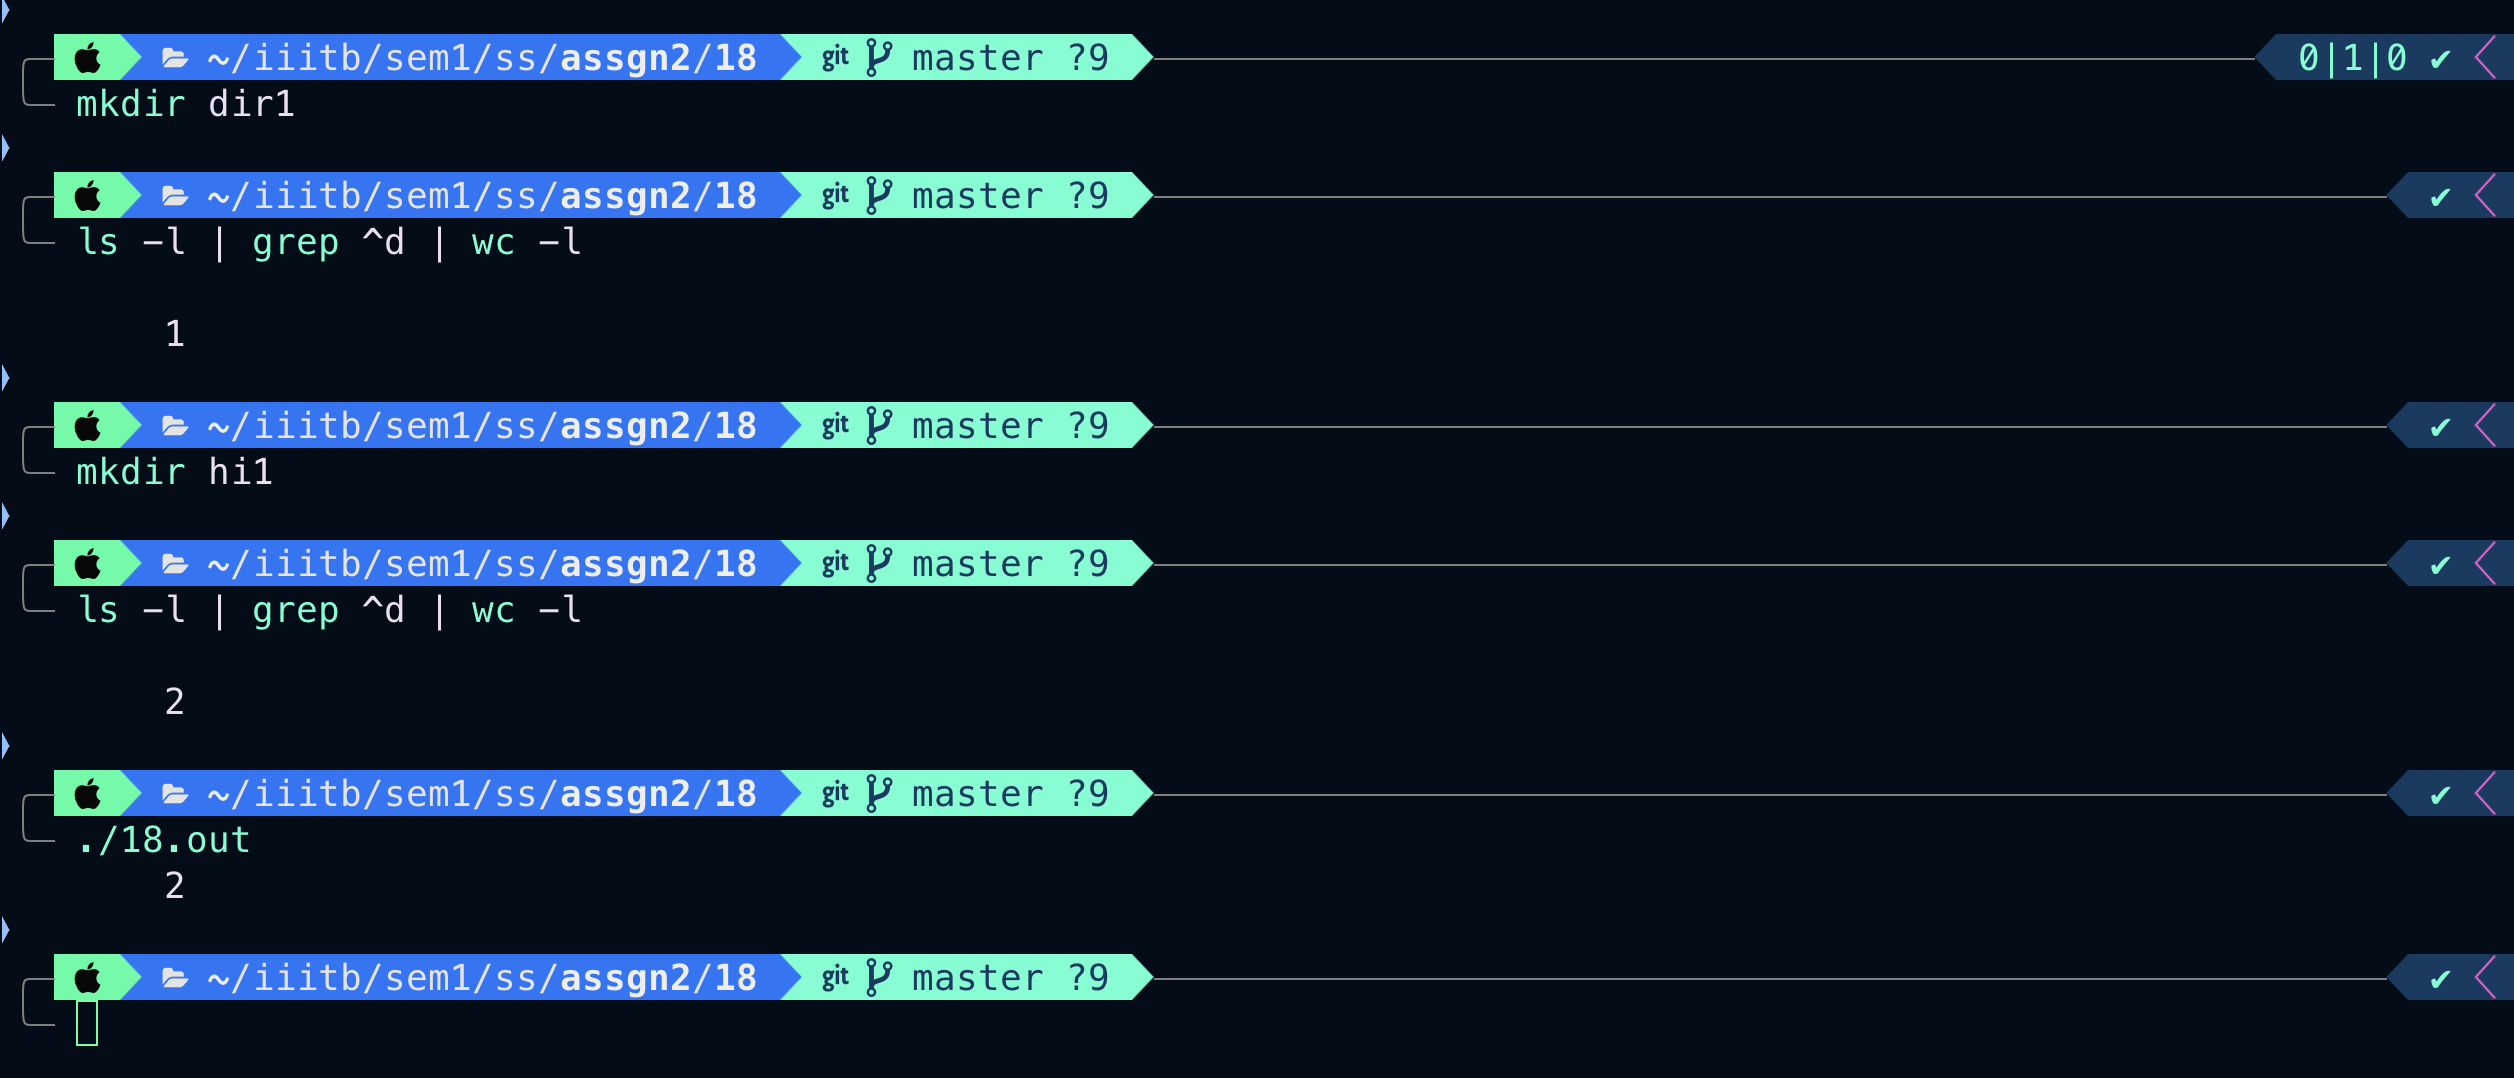 ~/iiitb/sem1/ss/assgn2/18 git master ?9 0|1|0 ✔
mkdir dir1
~/iiitb/sem1/ss/assgn2/18 git master ?9 ✔
ls -l | grep ^d | wc -l
1
~/iiitb/sem1/ss/assgn2/18 git master ?9 ✔
mkdir hi1
~/iiitb/sem1/ss/assgn2/18 git master ?9 ✔
ls -l | grep ^d | wc -l
2
~/iiitb/sem1/ss/assgn2/18 git master ?9 ✔
./18.out
2
~/iiitb/sem1/ss/assgn2/18 git master ?9 ✔